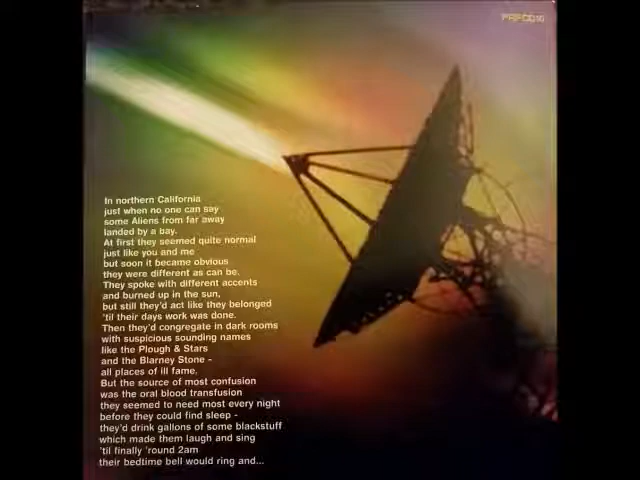 In northern California
just when no one can say
some Aliens from far away
landed by a bay.
At first they seemed quite normal
just like you and me
but soon it became obvious
they were different as can be.
They spoke with different accents
and burned up in the sun,
but still they'd act like they belonged
'til their days work was done.
Then they'd congregate in dark rooms
with suspicious sounding names
like the Plough & Stars
and the Blarney Stone -
all places of ill fame.
But the source of most confusion
was the oral blood transfusion
they seemed to need most every night
before they could find sleep -
they'd drink gallons of some blackstuff
which made them laugh and sing
'til finally 'round 2am
their bedtime bell would ring and...